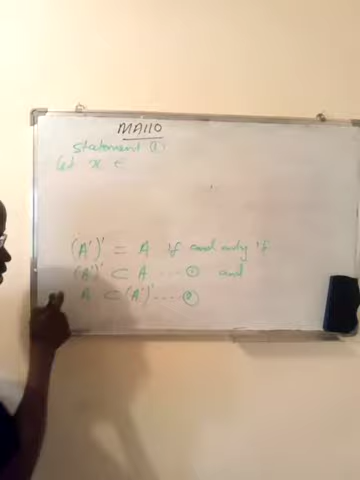 MA110
Statement ①
Let x ∈
(A')' = A if and only if
(A')' ⊂ A ---- ① and
A ⊂ (A')' ---- ②